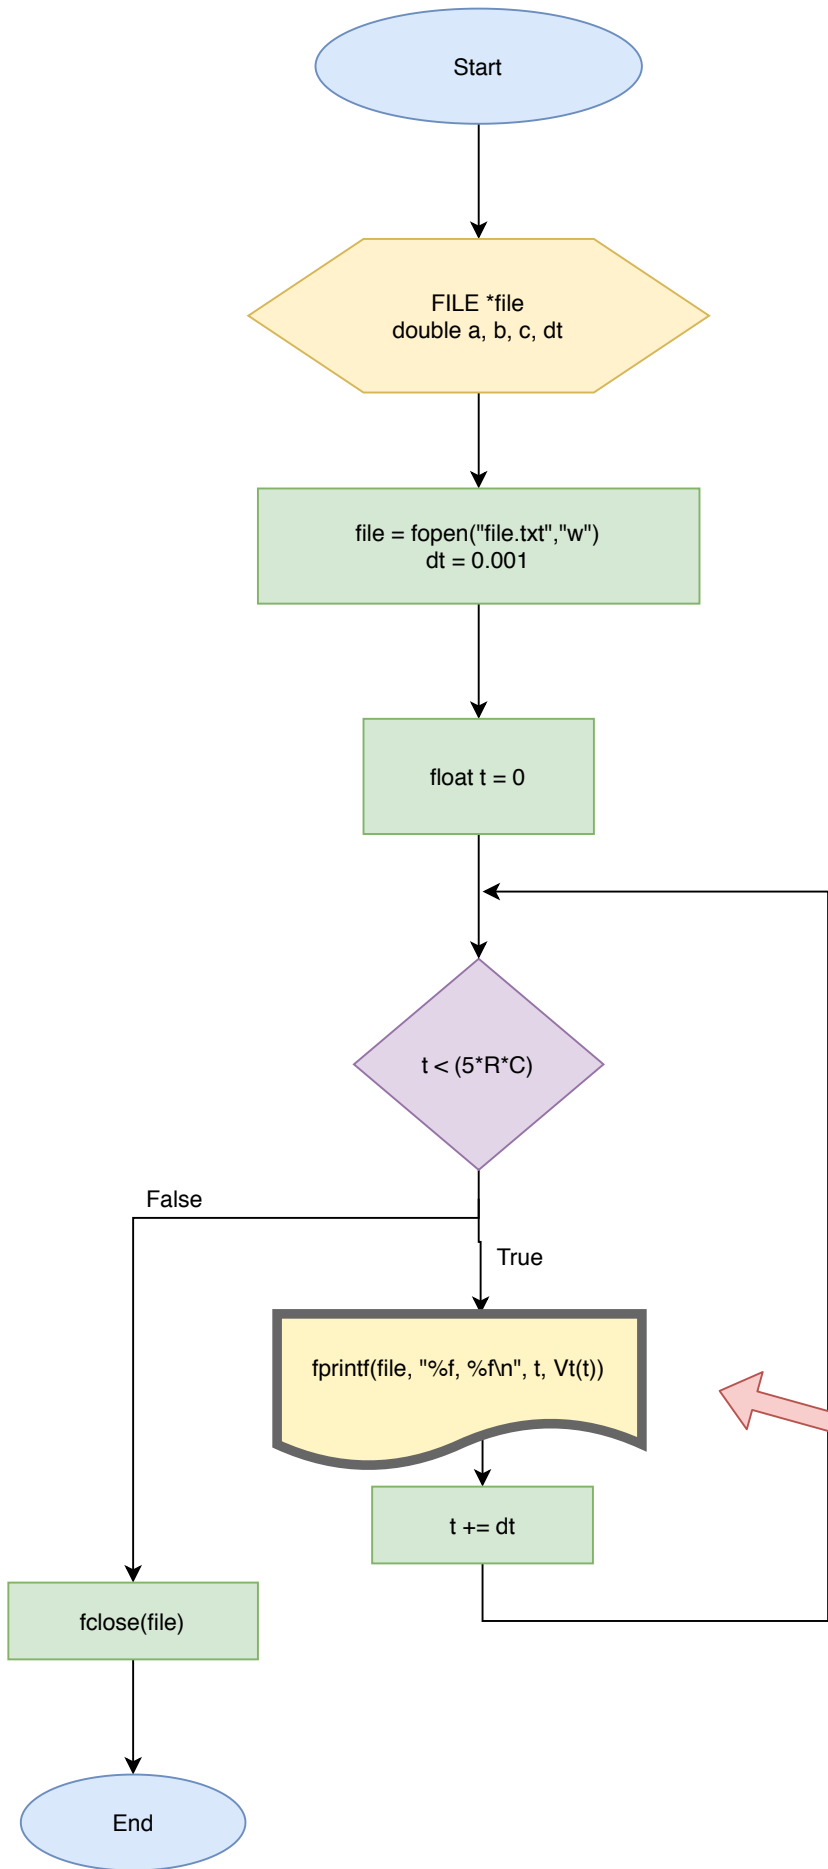 Start
FILE *file
double a, b, c, dt
file = fopen("file.txt","w")
dt = 0.001
float t = 0
t < (5*R*C)
False
True
fprintf(file, "%f, %f\n", t, Vt(t))
t += dt
fclose(file)
End